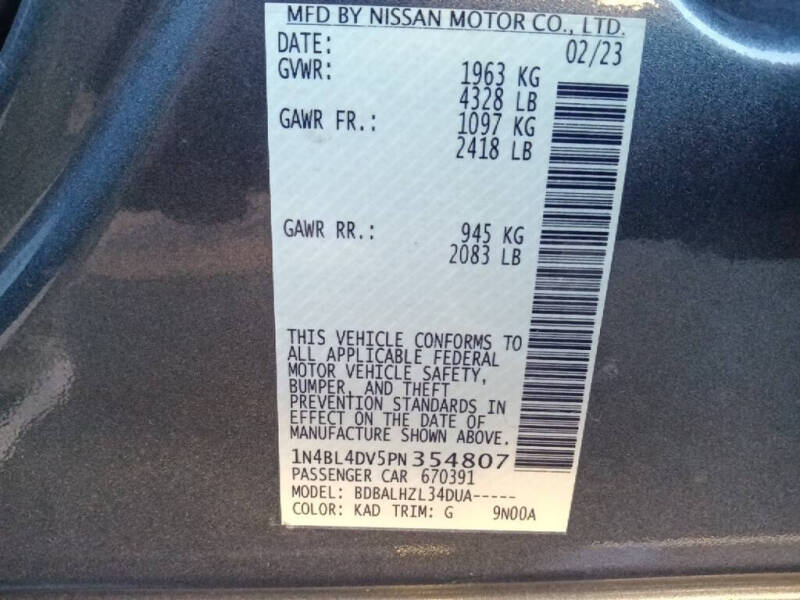 MFD BY NISSAN MOTOR CO., LTD.
DATE: 02/23
GVWR: 1963 KG
4328 LB
GAWR FR.: 1097 KG
2418 LB
GAWR RR.: 945 KG
2083 LB
THIS VEHICLE CONFORMS TO
ALL APPLICABLE FEDERAL
MOTOR VEHICLE SAFETY,
BUMPER, AND THEFT
PREVENTION STANDARDS IN
EFFECT ON THE DATE OF
MANUFACTURE SHOWN ABOVE.
1N4BL4DV5PN354807
PASSENGER CAR 670391
MODEL: BDBALHZL34DUA-----
COLOR: KAD TRIM: G 9N00A